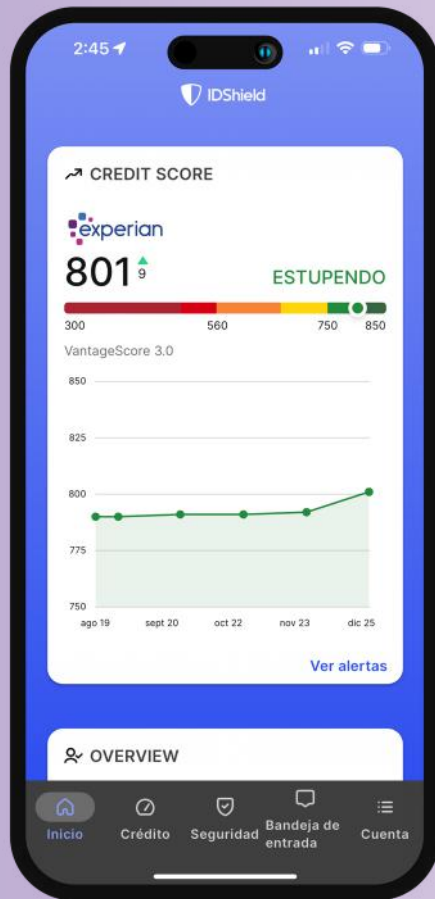 2:45
IDShield
CREDIT SCORE
experian
801 9
ESTUPENDO
300 560 750 850
VantageScore 3.0
850
825
800
775
750
ago 19 sept 20 oct 22 nov 23 dic 25
Ver alertas
OVERVIEW
Inicio
Crédito
Seguridad
Bandeja de
entrada
Cuenta